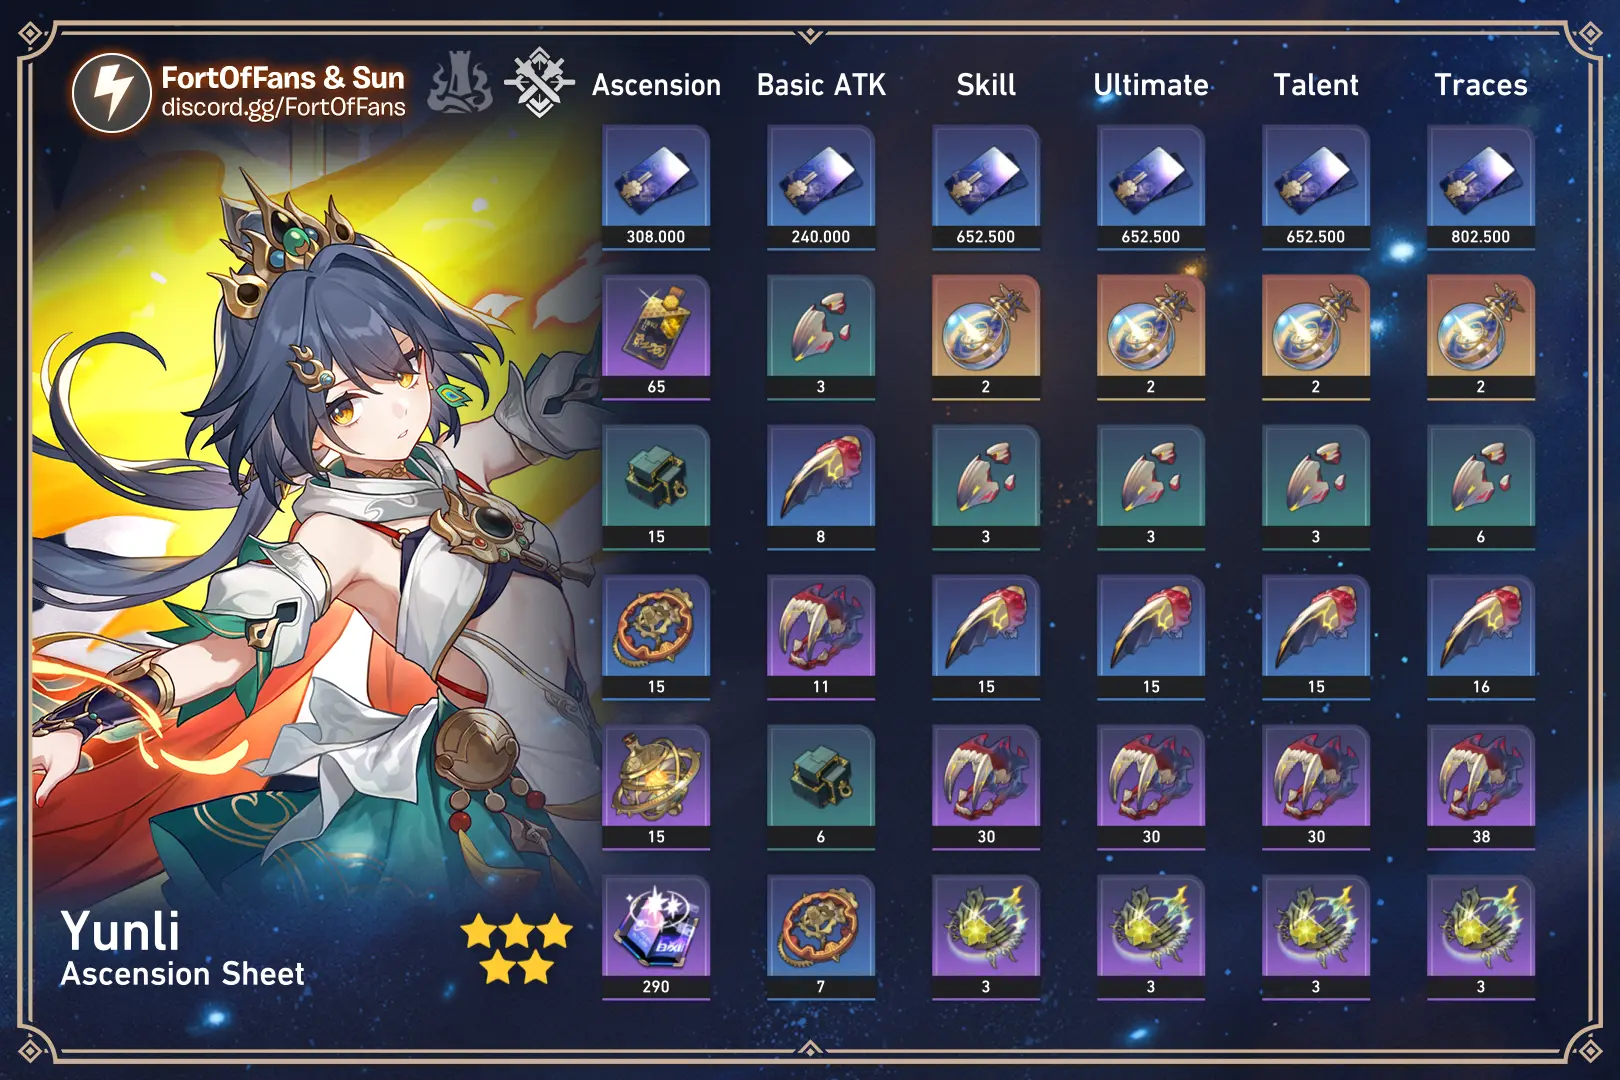 FortOfFans & Sun
discord.gg/FortOfFans
Ascension Basic ATK Skill Ultimate Talent Traces
308.000 240.000 652.500 652.500 652.500 802.500
65 3 2 2 2 2
15 8 3 3 3 6
15 11 15 15 15 16
15 6 30 30 30 38
290 7 3 3 3 3
Yunli
Ascension Sheet